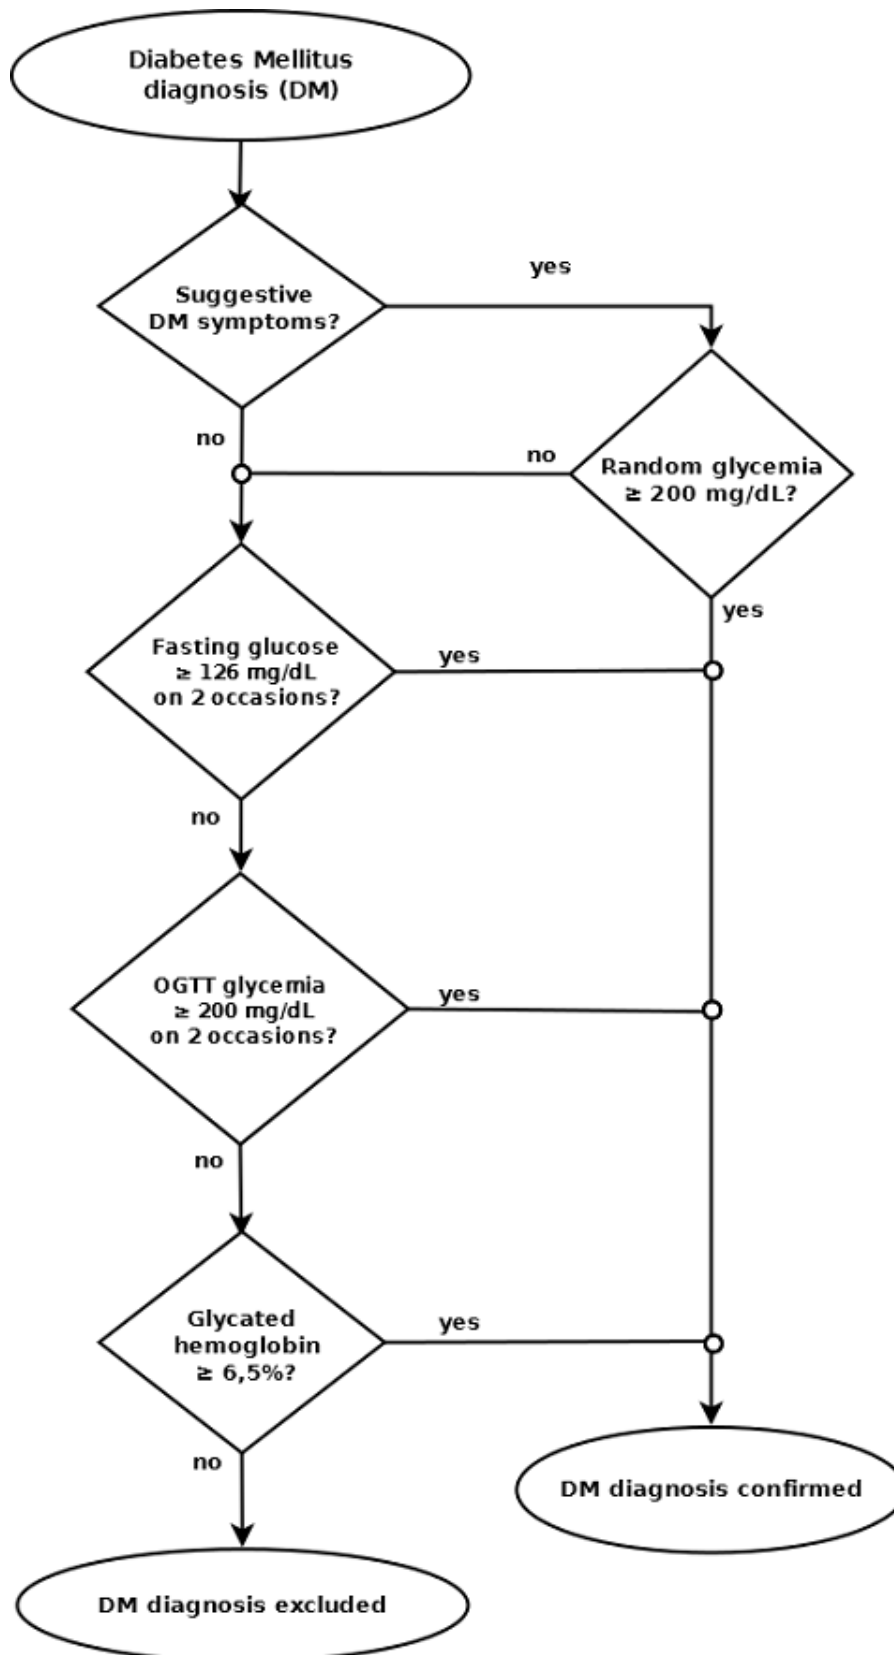 Diabetes Mellitus
diagnosis (DM)
Suggestive
DM symptoms?
yes
no
Random glycemia
≥ 200 mg/dL?
no
yes
Fasting glucose
≥ 126 mg/dL
on 2 occasions?
yes
no
OGTT glycemia
≥ 200 mg/dL
on 2 occasions?
yes
no
Glycated
hemoglobin
≥ 6,5%?
yes
no
DM diagnosis confirmed
DM diagnosis excluded